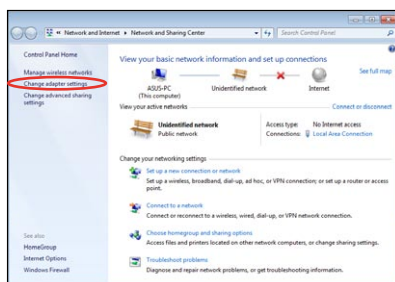 « Network and Internet ▸ Network and Sharing Center
Search Control Panel
Control Panel Home
Manage wireless networks
Change adapter settings
Change advanced sharing
settings
See also
HomeGroup
Internet Options
Windows Firewall
View your basic network information and set up connections
See full map
ASUS-PC
(This computer)
Unidentified network
Internet
View your active networks
Connect or disconnect
Unidentified network
Public network
Access type: No Internet access
Connections: Local Area Connection
Change your networking settings
Set up a new connection or network
Set up a wireless, broadband, dial-up, ad hoc, or VPN connection; or set up a router or access
point.
Connect to a network
Connect or reconnect to a wireless, wired, dial-up, or VPN network connection.
Choose homegroup and sharing options
Access files and printers located on other network computers, or change sharing settings.
Troubleshoot problems
Diagnose and repair network problems, or get troubleshooting information.